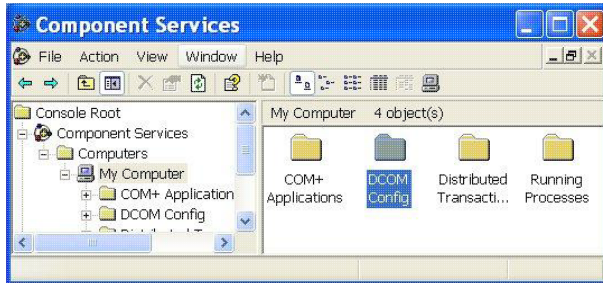 Component Services
File Action View Window Help
Console Root
Component Services
Computers
My Computer
COM+ Application
DCOM Config
My Computer 4 object(s)
COM+ Applications
DCOM Config
Distributed Transacti...
Running Processes